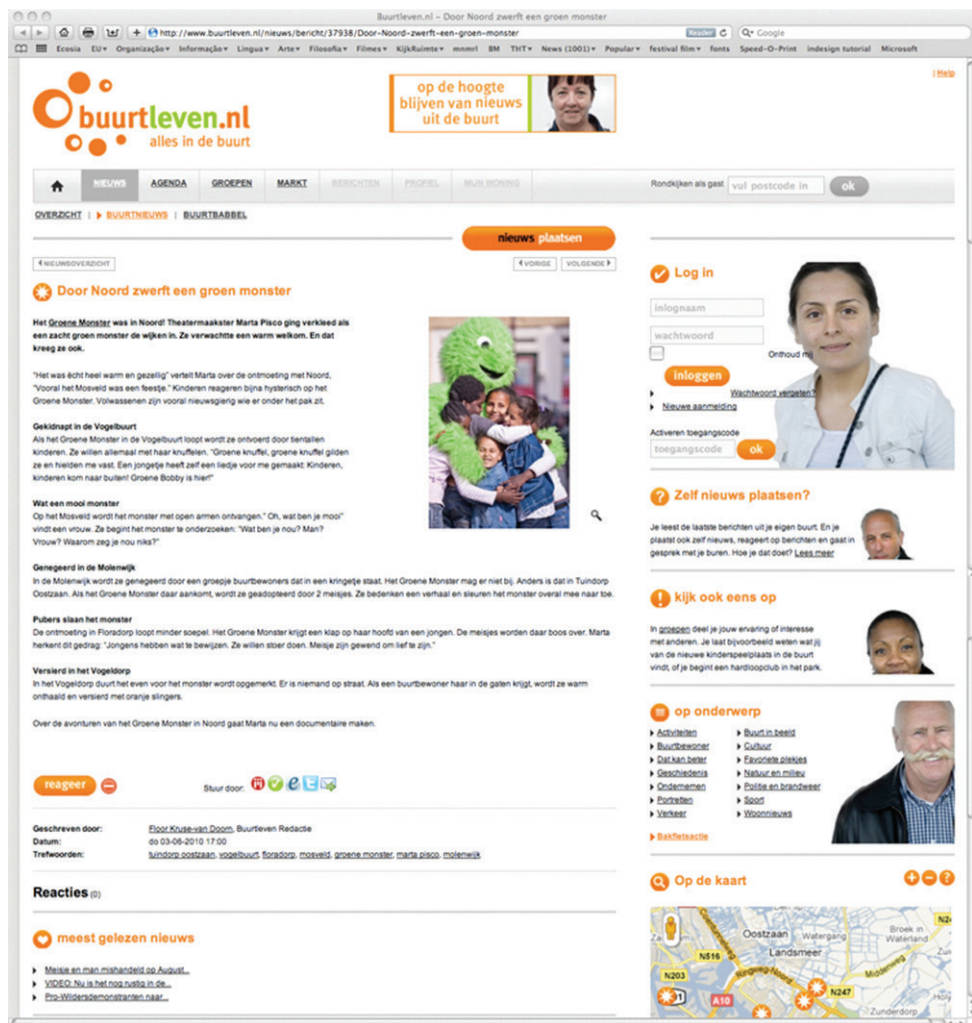 Buurtleven.nl – Door Noord zwerft een groen monster
http://www.buurtleven.nl/nieuws/bericht/37938/Door-Noord-zwerft-een-groen-monster
Reader
Google
Ecosia EU Organização Informação Lingua Arte Filosofia Filmes KijkRuimte mnmrl BM THT News (1001) Popular festival film fonts Speed-O-Print indesign tutorial Microsoft
| Help
buurtleven.nl
alles in de buurt
op de hoogte
blijven van nieuws
uit de buurt
NIEUWS AGENDA GROEPEN MARKT BERICHTEN PROFIEL MIJN WONING
Rondkijken als gast vul postcode in ok
OVERZICHT | BUURTNIEUWS | BUURTBABBEL
nieuws plaatsen
NIEUWSOVERZICHT
VORIGE VOLGENDE
Door Noord zwerft een groen monster
Het Groene Monster was in Noord! Theatermaakster Marta Pisco ging verkleed als
een zacht groen monster de wijken in. Ze verwachtte een warm welkom. En dat
kreeg ze ook.
"Het was écht heel warm en gezellig" vertelt Marta over de ontmoeting met Noord,
"Vooral het Mosveld was een feestje." Kinderen reageren bijna hysterisch op het
Groene Monster. Volwassenen zijn vooral nieuwsgierig wie er onder het pak zit.
Gekidnapt in de Vogelbuurt
Als het Groene Monster in de Vogelbuurt loopt wordt ze ontvoerd door tientallen
kinderen. Ze willen allemaal met haar knuffelen. "Groene knuffel, groene knuffel gilden
ze en hielden me vast. Een jongetje heeft zelf een liedje voor me gemaakt: Kinderen,
kinderen kom naar buiten! Groene Bobby is hier!"
Wat een mooi monster
Op het Mosveld wordt het monster met open armen ontvangen." Oh, wat ben je mooi"
vindt een vrouw. Ze begint het monster te onderzoeken: "Wat ben je nou? Man?
Vrouw? Waarom zeg je nou niks?"
Genegeerd in de Molenwijk
In de Molenwijk wordt ze genegeerd door een groepje buurtbewoners dat in een kringetje staat. Het Groene Monster mag er niet bij. Anders is dat in Tuindorp
Oostzaan. Als het Groene Monster daar aankomt, wordt ze geadopteerd door 2 meisjes. Ze bedenken een verhaal en sleuren het monster overal mee naar toe.
Pubers slaan het monster
De ontmoeting in Floradorp loopt minder soepel. Het Groene Monster krijgt een klap op haar hoofd van een jongen. De meisjes worden daar boos over. Marta
herkent dit gedrag: "Jongens hebben wat te bewijzen. Ze willen stoer doen. Meisje zijn gewend om lief te zijn."
Versierd in het Vogeldorp
In het Vogeldorp duurt het even voor het monster wordt opgemerkt. Er is niemand op straat. Als een buurtbewoner haar in de gaten krijgt, wordt ze warm
onthaald en versierd met oranje slingers.
Over de avonturen van het Groene Monster in Noord gaat Marta nu een documentaire maken.
reageer
Stuur door:
Geschreven door: Floor Kruse-van Doorn, Buurtleven Redactie
Datum: do 03-06-2010 17:00
Trefwoorden: tuindorp oostzaan, vogelbuurt, floradorp, mosveld, groene monster, marta pisco, molenwijk
Reacties (0)
meest gelezen nieuws
Meisje en man mishandeld op August...
VIDEO: Nu is het nog rustig in de...
Pro-Wildersdemonstranten naar...
Log in
inlognaam
wachtwoord
Onthoud mij
inloggen
Wachtwoord vergeten?
Nieuwe aanmelding
Activeren toegangscode
toegangscode ok
Zelf nieuws plaatsen?
Je leest de laatste berichten uit je eigen buurt. En je
plaatst ook zelf nieuws, reageert op berichten en gaat in
gesprek met je buren. Hoe je dat doet? Lees meer
kijk ook eens op
In groepen deel je jouw ervaring of interesse
met anderen. Je laat bijvoorbeeld weten wat jij
van de nieuwe kinderspeelplaats in de buurt
vindt, of je begint een hardloopclub in het park.
op onderwerp
Activiteiten Buurt in beeld
Buurtbewoner Cultuur
Dat kan beter Favoriete plekjes
Geschiedenis Natuur en milieu
Ondernemen Politie en brandweer
Portretten Sport
Verkeer Woonnieuws
Bakfietsactie
Op de kaart
Oostzaan
Watergang
Broek in
Waterland
Landsmeer
N516
N203
Ringweg-Noord
Middenweg
N247
A10
Zunderdorp